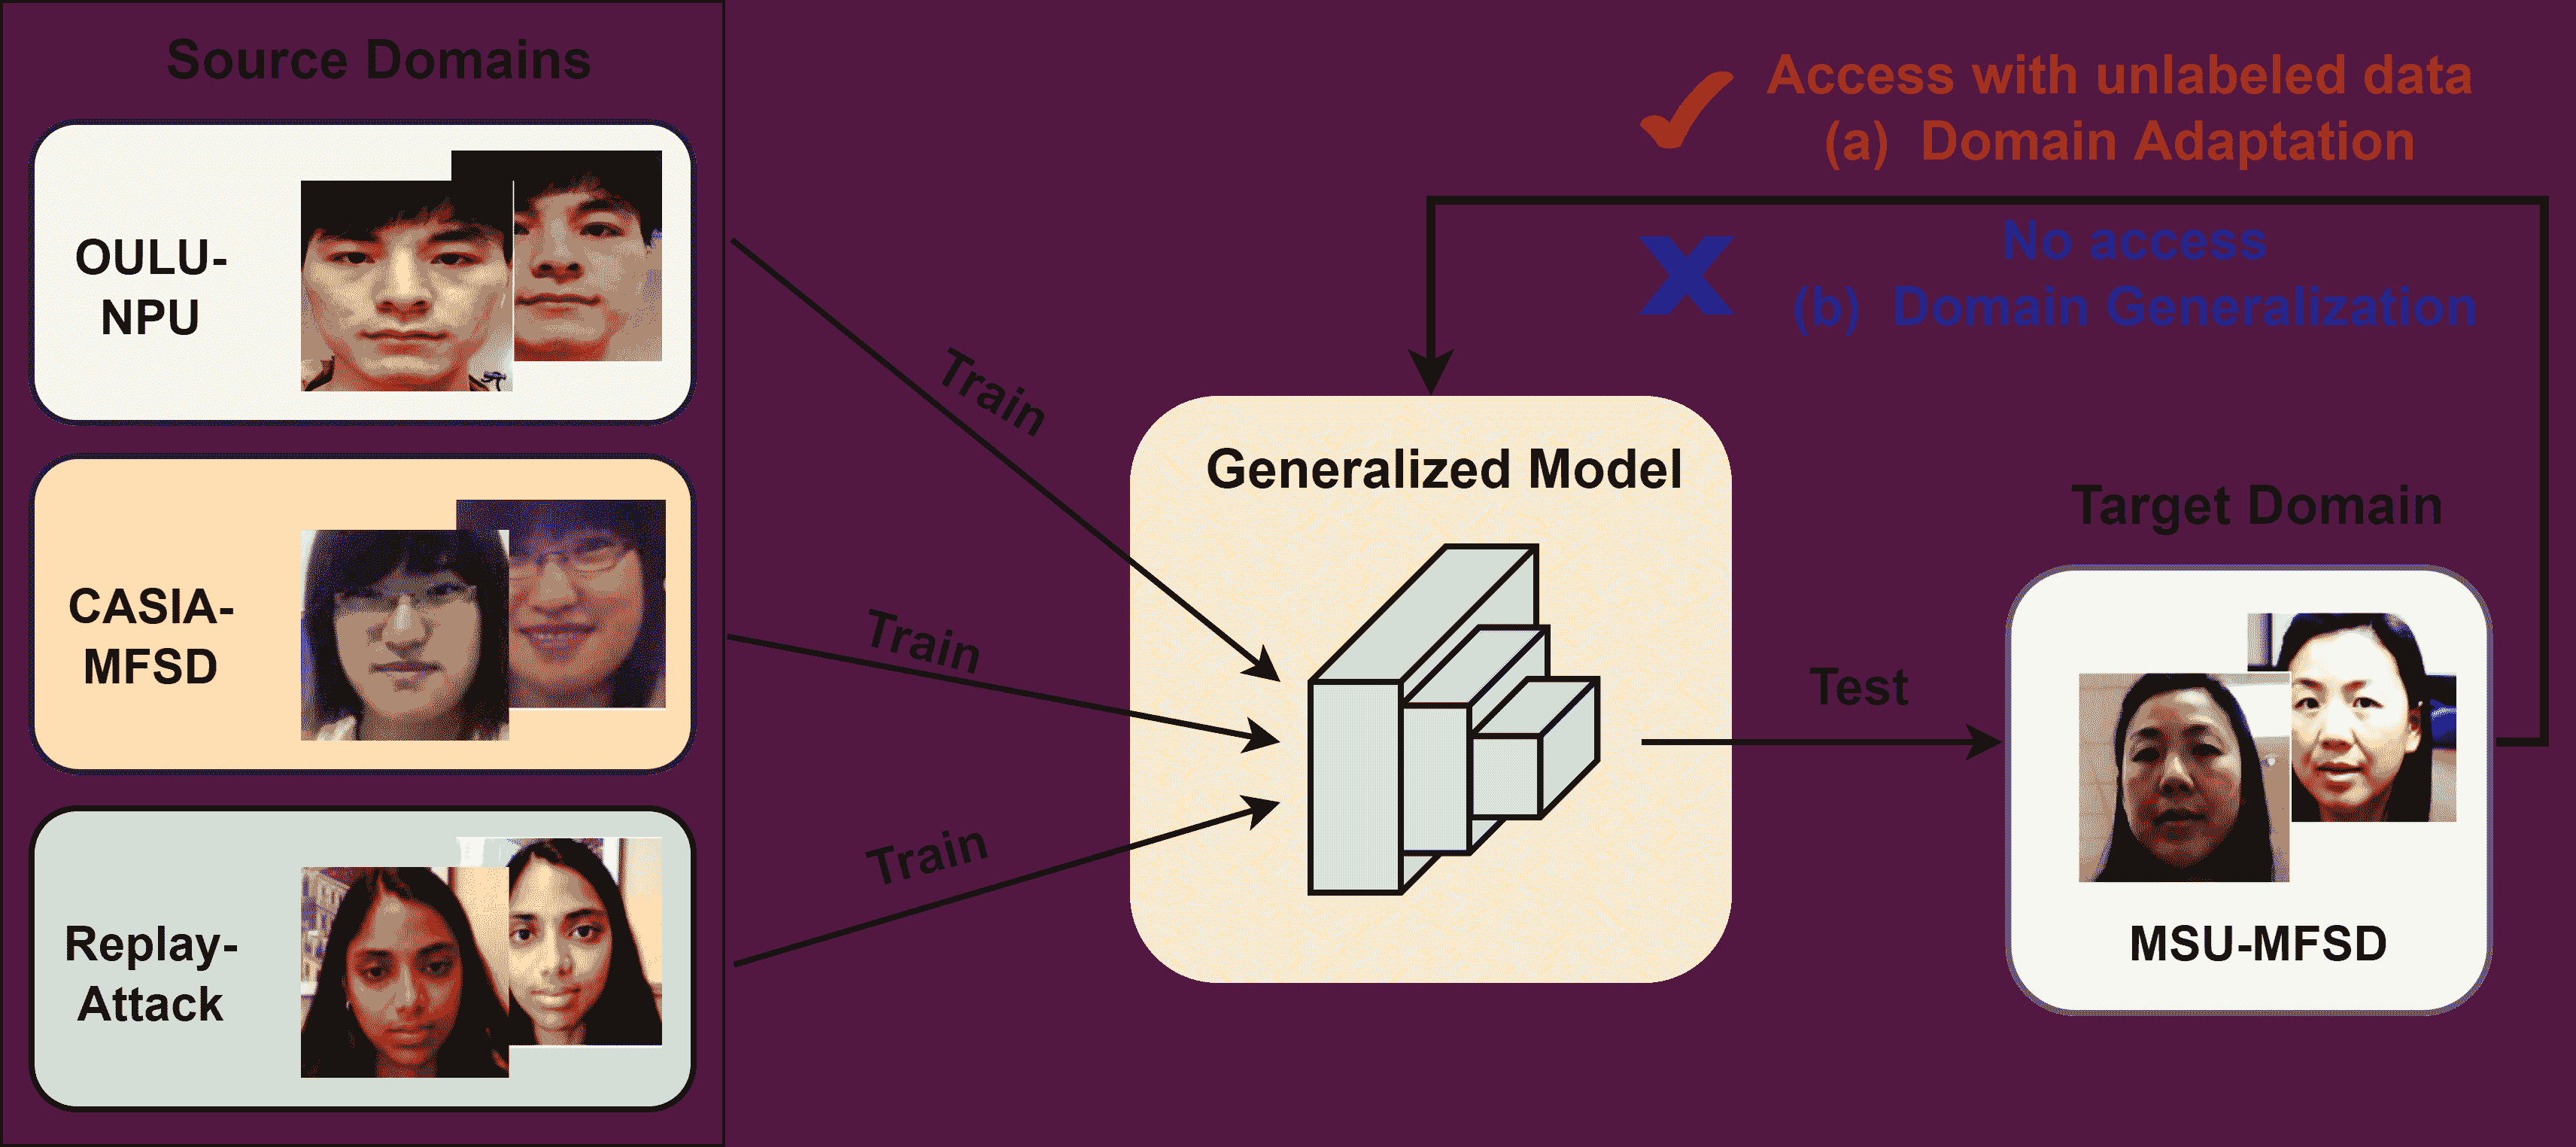 Source Domains
OULU-
NPU
CASIA-
MFSD
Replay-
Attack
Train
Train
Train
Generalized Model
Access with unlabeled data
(a) Domain Adaptation
No access
(b) Domain Generalization
Test
Target Domain
MSU-MFSD